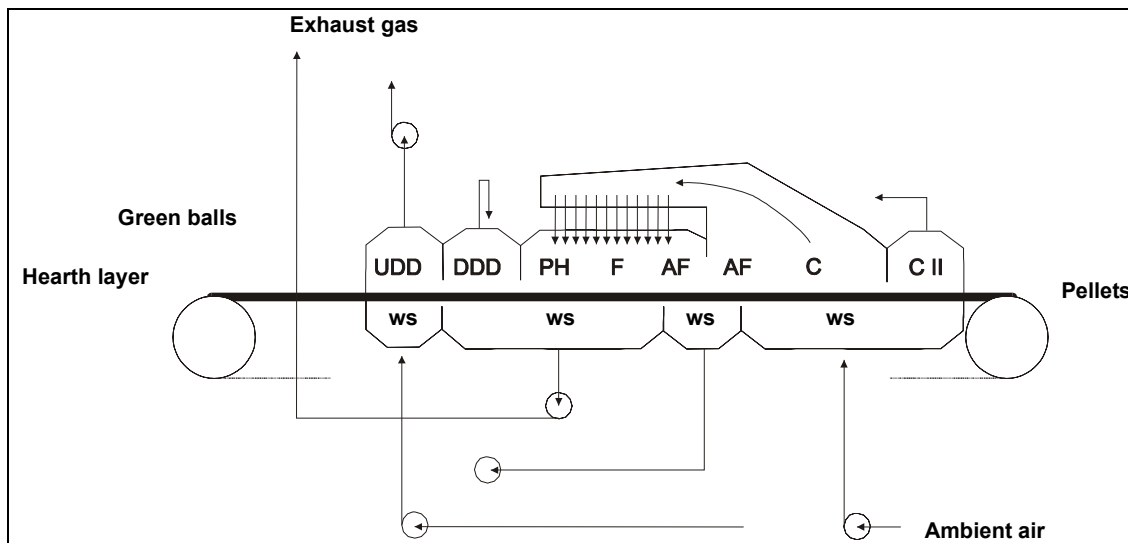 Exhaust gas
Green balls
Hearth layer
UDD DDD PH F AF AF C C II
Pellets
ws ws ws ws
Ambient air